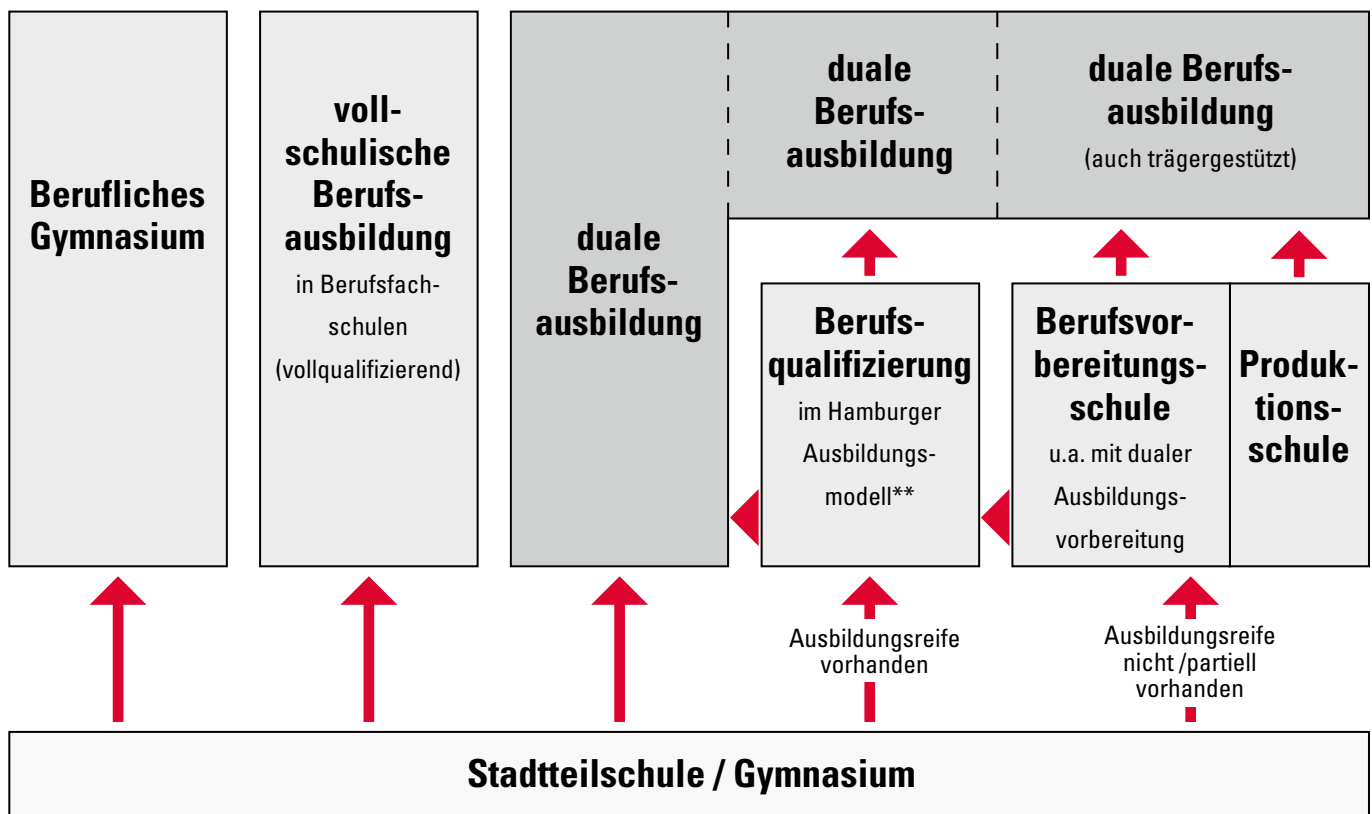 Berufliches
Gymnasium
voll-
schulische
Berufs-
ausbildung
in Berufsfach-
schulen
(vollqualifizierend)
duale
Berufs-
ausbildung
duale
Berufs-
ausbildung
duale Berufs-
ausbildung
(auch trägergestützt)
Berufs-
qualifizierung
im Hamburger
Ausbildungs-
modell**
Berufsvor-
bereitungs-
schule
u.a. mit dualer
Ausbildungs-
vorbereitung
Produk-
tions-
schule
Ausbildungsreife
vorhanden
Ausbildungsreife
nicht /partiell
vorhanden
Stadtteilschule / Gymnasium